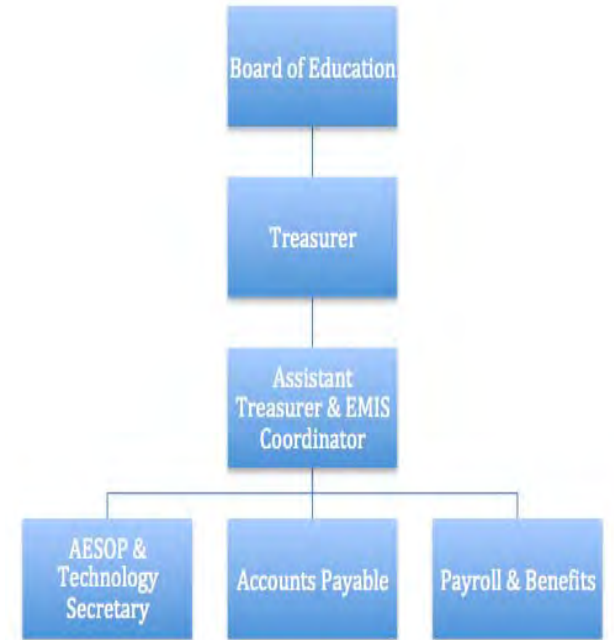 Board of Education
Treasurer
Assistant
Treasurer & EMIS
Coordinator
AESOP &
Technology
Secretary
Accounts Payable
Payroll & Benefits